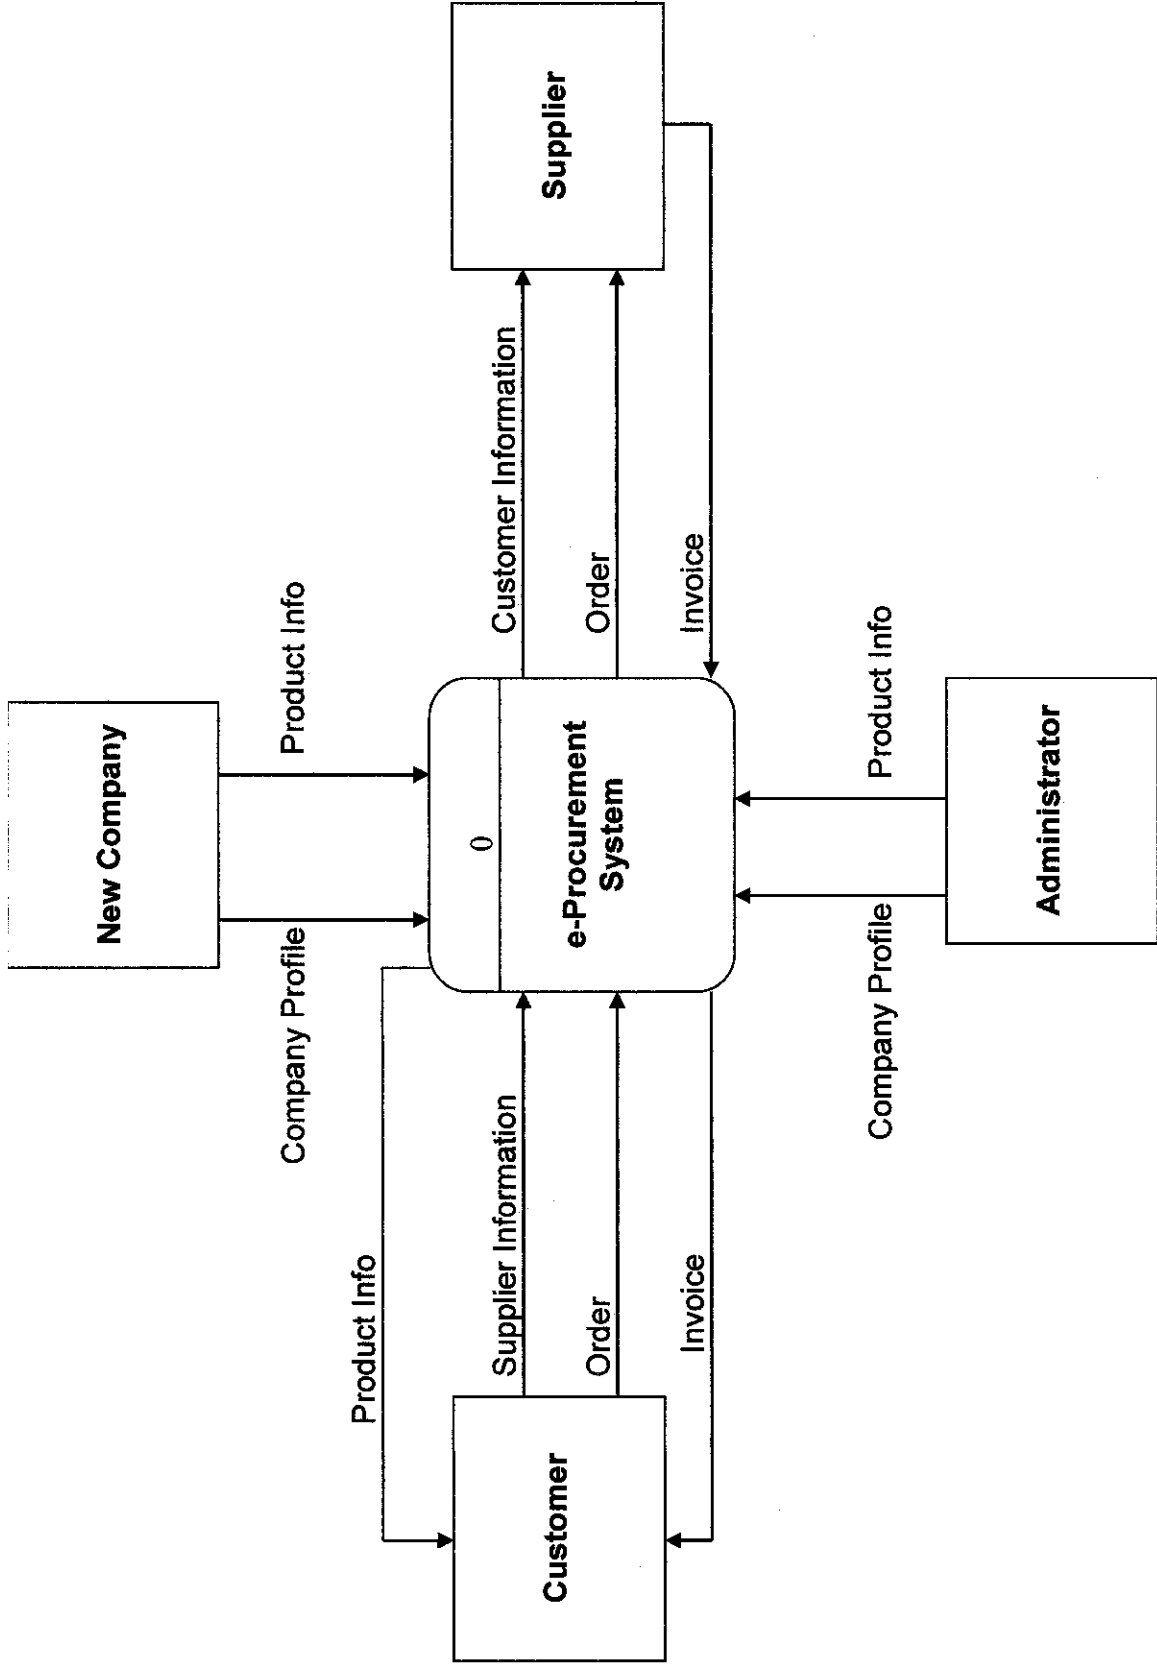 New Company
Company Profile
Product Info
Product Info
0
e-Procurement
System
Supplier Information
Order
Invoice
Customer
Customer Information
Order
Invoice
Supplier
Company Profile
Product Info
Administrator